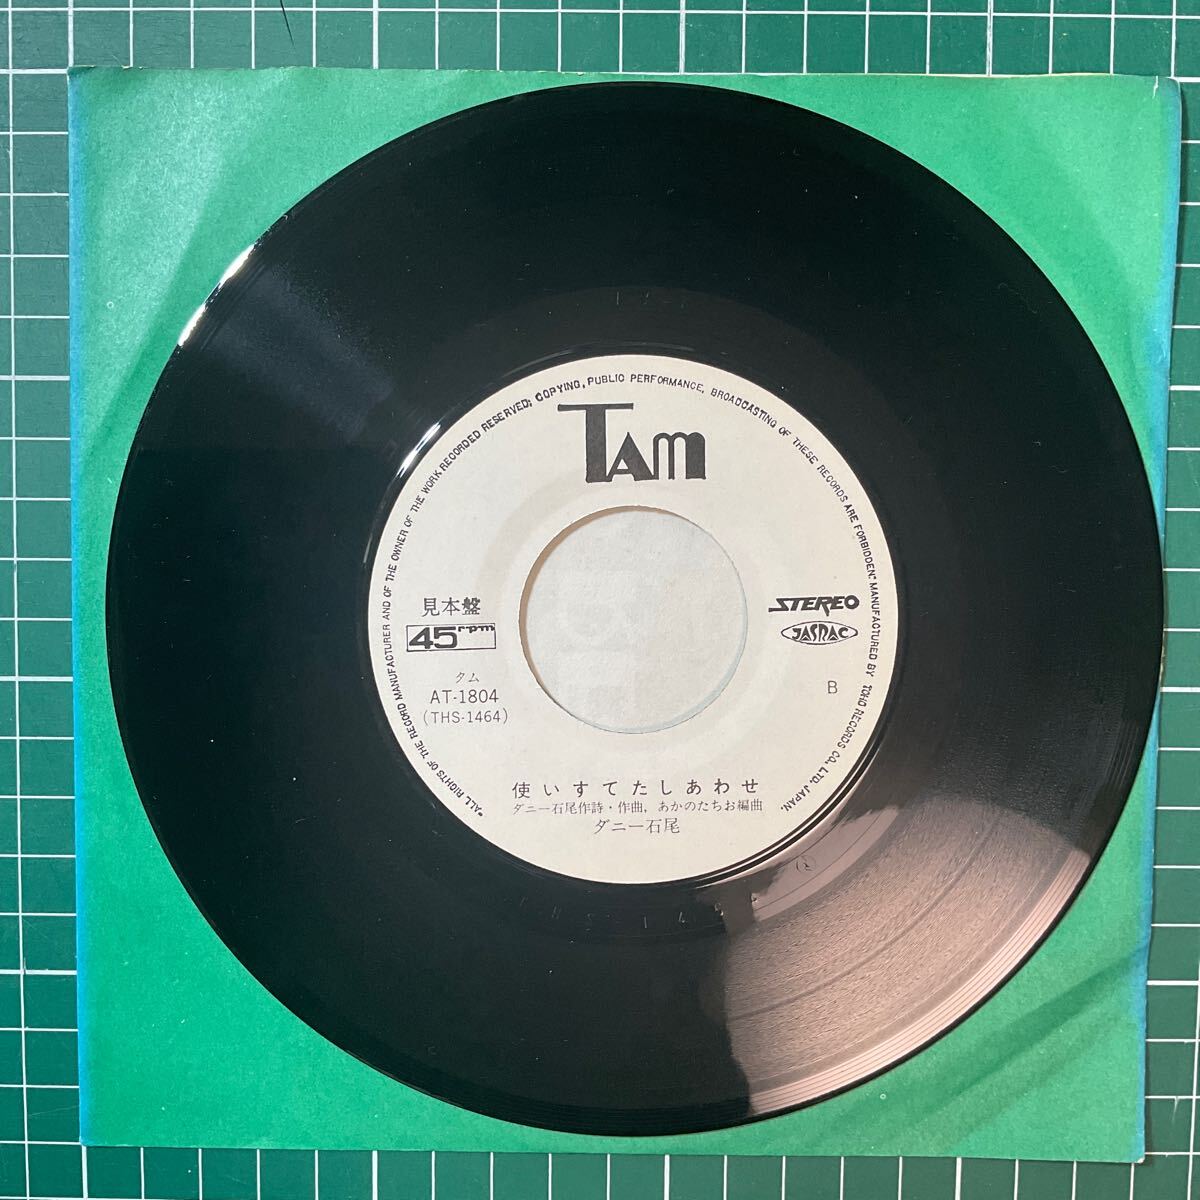 "ALL RIGHTS OF THE RECORD MANUFACTURER AND OF THE OWNER OF THE WORK RECORDED RESERVED; COPYING, PUBLIC PERFORMANCE, BROADCASTING OF THESE RECORDS ARE FORBIDDEN." MANUFACTURED BY TOHO RECORDS CO., LTD. JAPAN.
TAM
見本盤
45 rpm
STEREO
JASRAC
タム
AT-1804
(THS-1464)
B
使いすてたしあわせ
ダニー石尾作詩・作曲, あかのたちお編曲
ダニー石尾